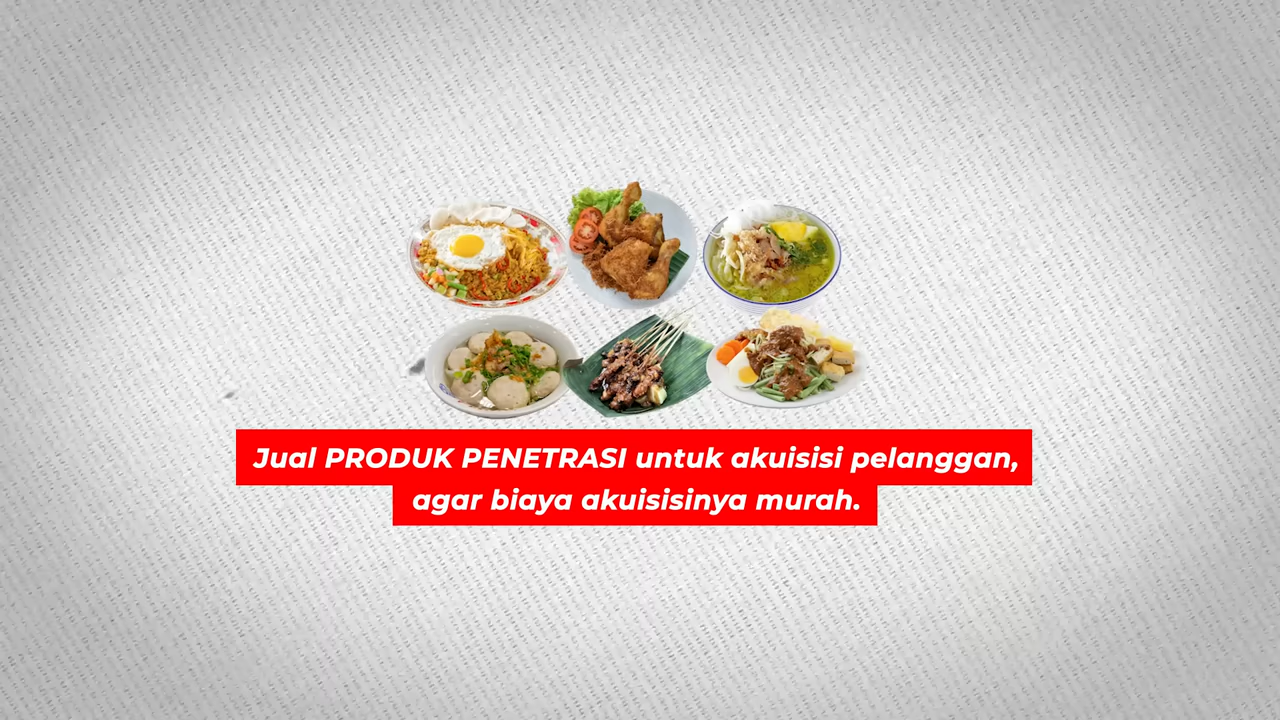 Jual PRODUK PENETRASI untuk akuisisi pelanggan,
agar biaya akuisisinya murah.